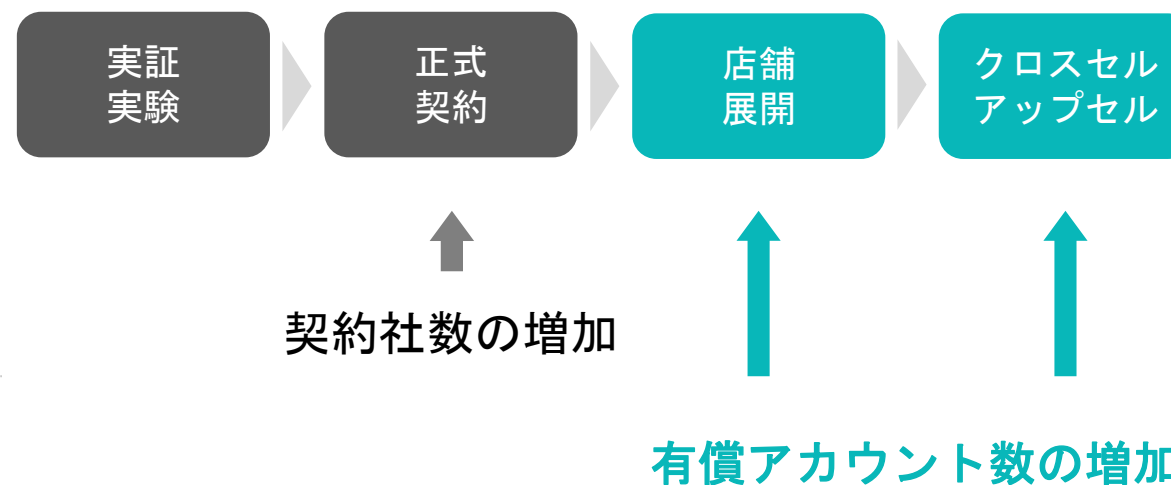 実証
実験
正式
契約
店舗
展開
クロスセル
アップセル
契約社数の増加
有償アカウント数の増加